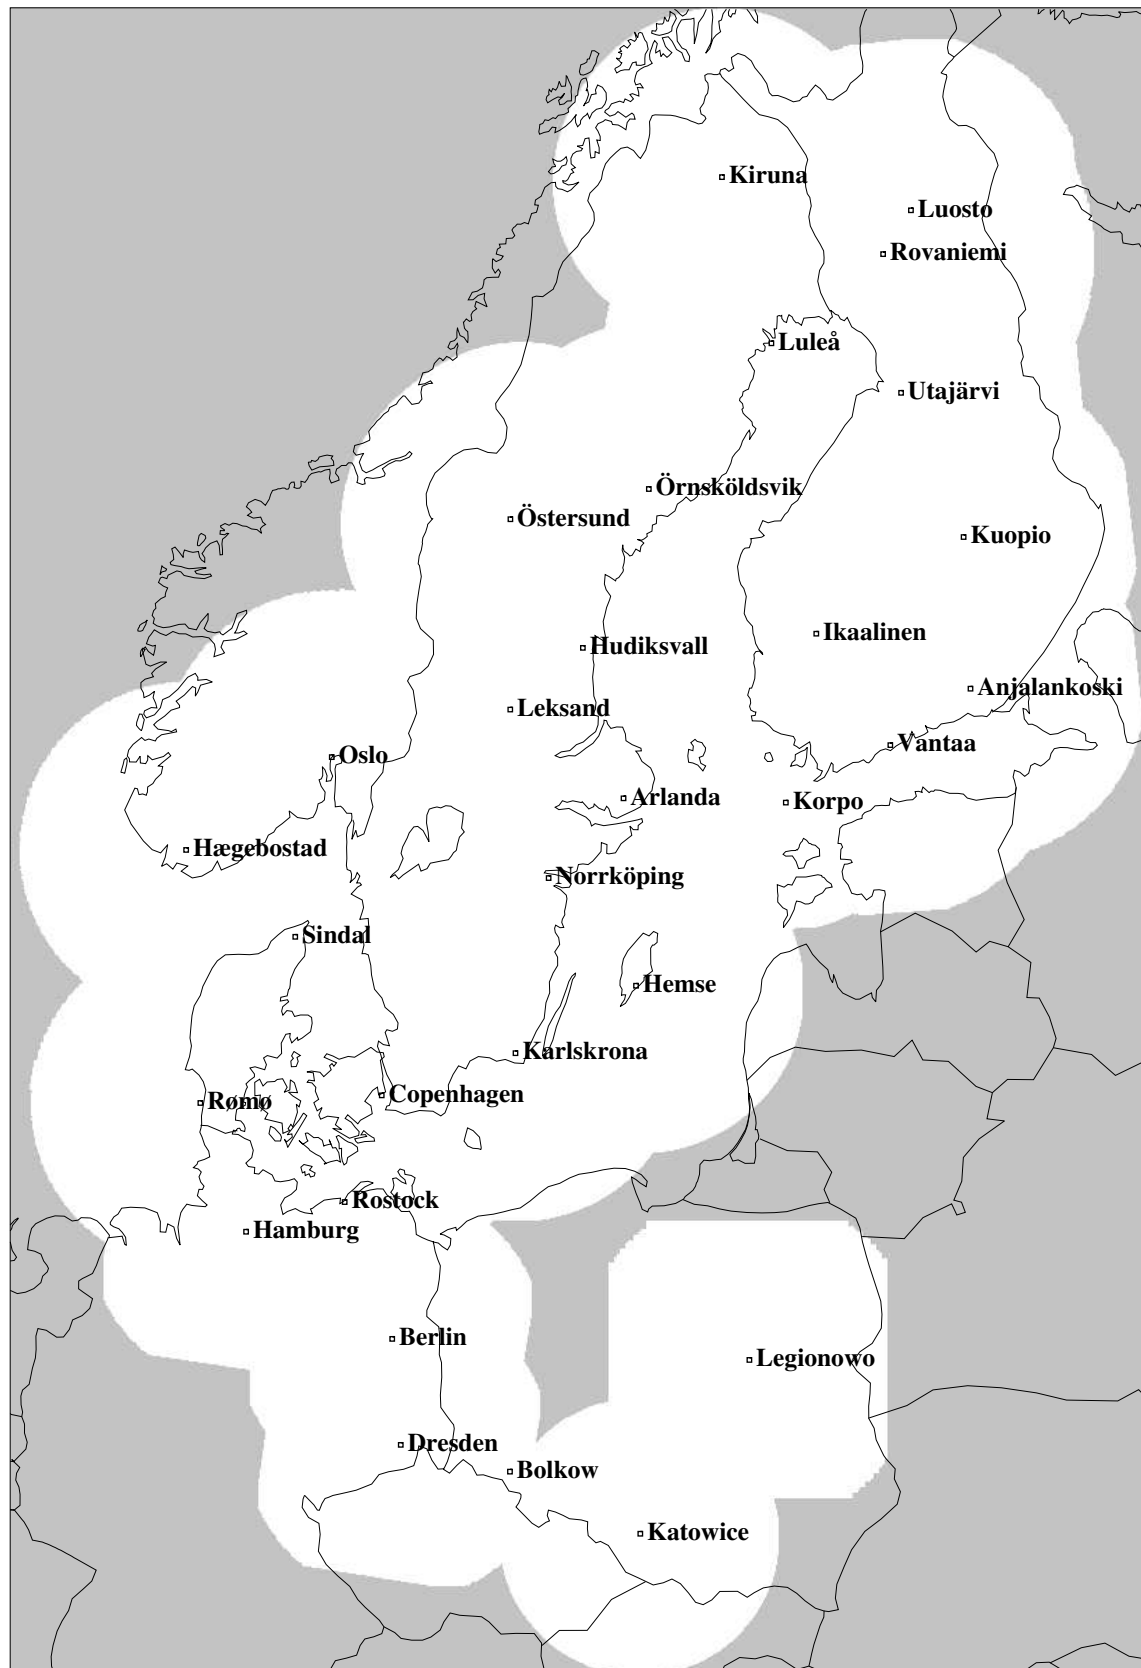 Kiruna
Luosto
Rovaniemi
Luleå
Utajärvi
Örnsköldsvik
Östersund
Kuopio
Ikaalinen
Hudiksvall
Anjalankoski
Leksand
Vantaa
Oslo
Arlanda
Korpo
Hægebostad
Norrköping
Sindal
Hemse
Karlskrona
Copenhagen
Rømø
Rostock
Hamburg
Berlin
Legionowo
Dresden
Bolkow
Katowice